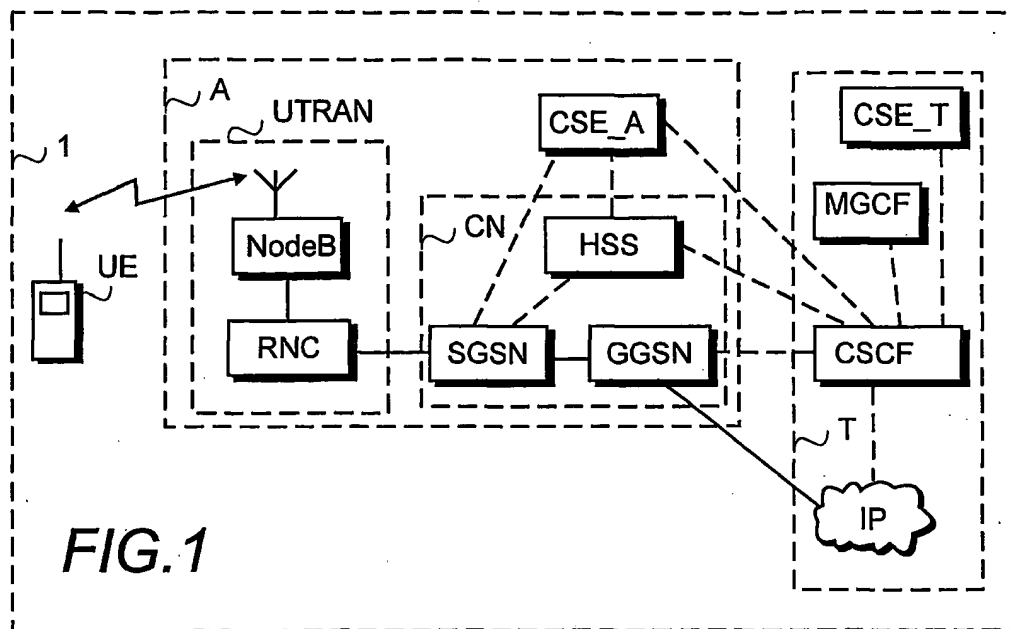 A
UTRAN
1
CSE_A
CSE_T
MGCF
CN
NodeB
HSS
UE
RNC
SGSN
GGSN
CSCF
T
IP
FIG.1